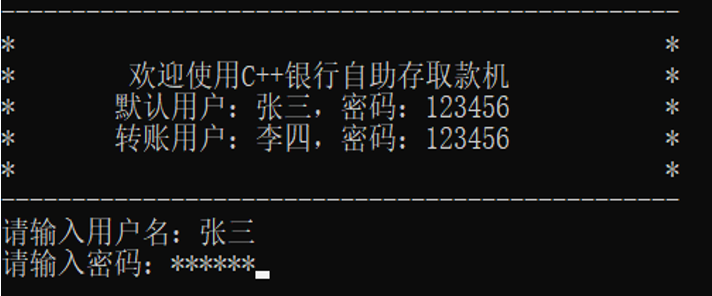 ------------------------------------------------
*                                              *
*        欢迎使用C++银行自助存取款机           *
*       默认用户：张三，密码：123456           *
*       转账用户：李四，密码：123456           *
*                                              *
------------------------------------------------
请输入用户名：张三
请输入密码：******_